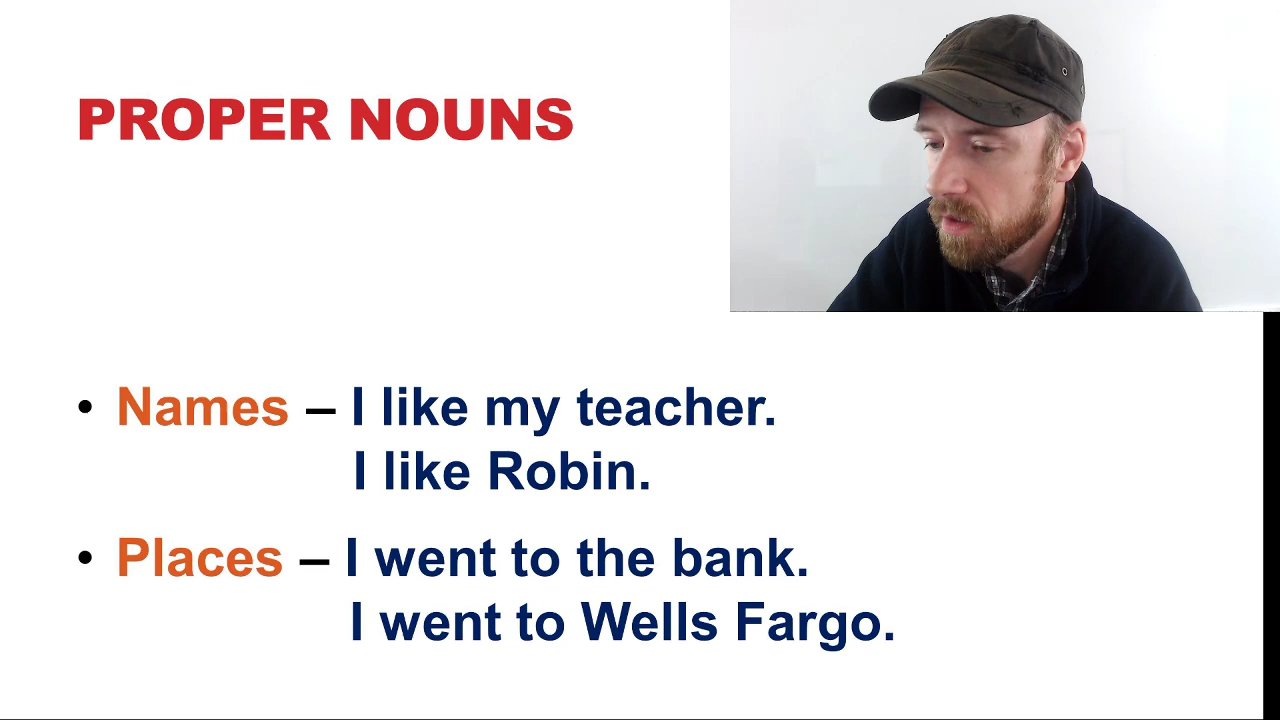 PROPER NOUNS
• Names – I like my teacher.
I like Robin.
• Places – I went to the bank.
I went to Wells Fargo.